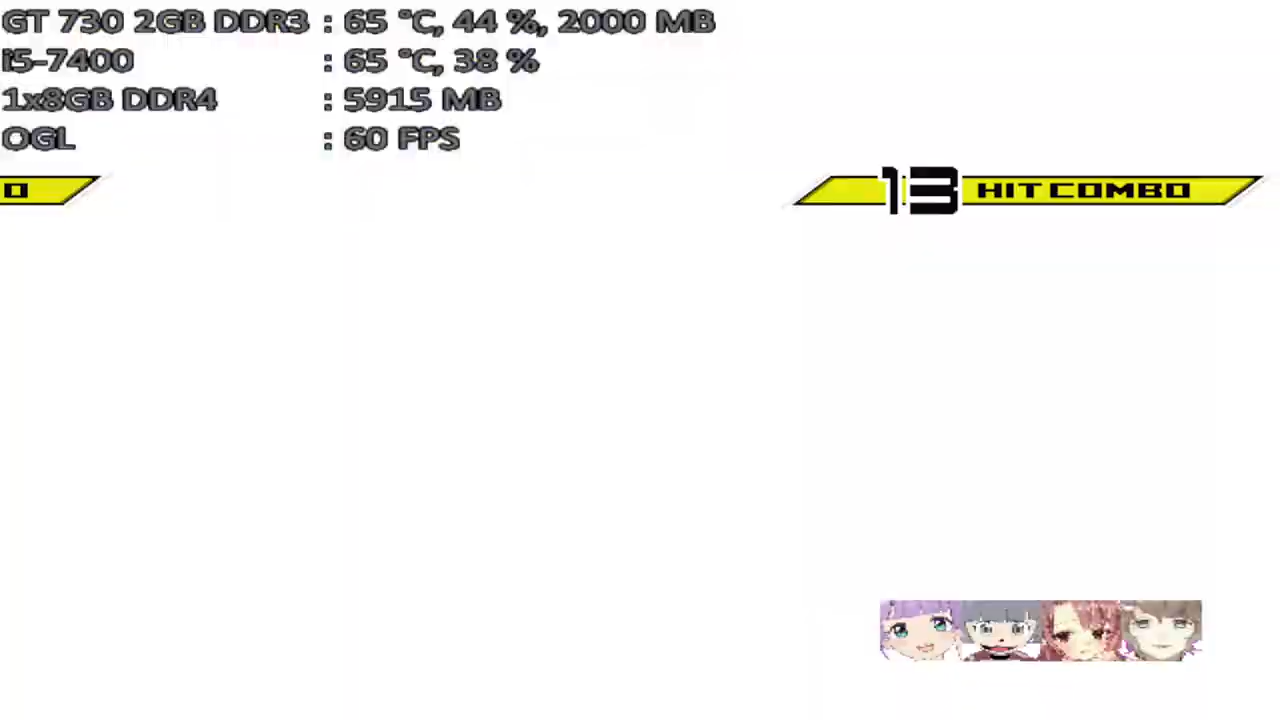 GT 730 2GB DDR3 : 65 °C, 44 %, 2000 MB
i5-7400 : 65 °C, 38 %
1x8GB DDR4 : 5915 MB
OGL : 60 FPS
O
13 HIT COMBO